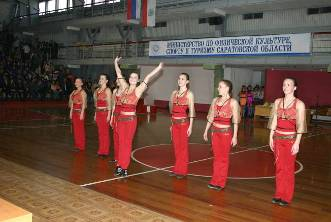 МИНИСТЕРСТВО ПО ФИЗИЧЕСКОЙ КУЛЬТУРЕ,
СПОРТУ И ТУРИЗМУ САРАТОВСКОЙ ОБЛАСТИ